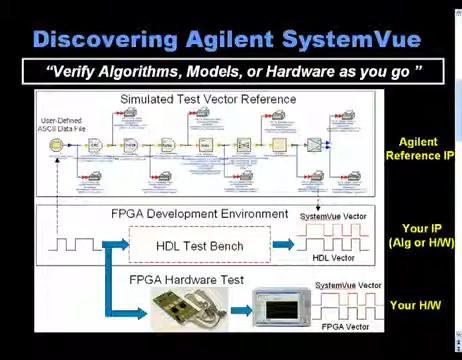 Discovering Agilent SystemVue
“Verify Algorithms, Models, or Hardware as you go ”
Simulated Test Vector Reference
User-Defined
ASCII Data File
Agilent
Reference IP
FPGA Development Environment
SystemVue Vector
HDL Test Bench
HDL Vector
Your IP
(Alg or H/W)
FPGA Hardware Test
SystemVue Vector
FPGA Vector
Your H/W